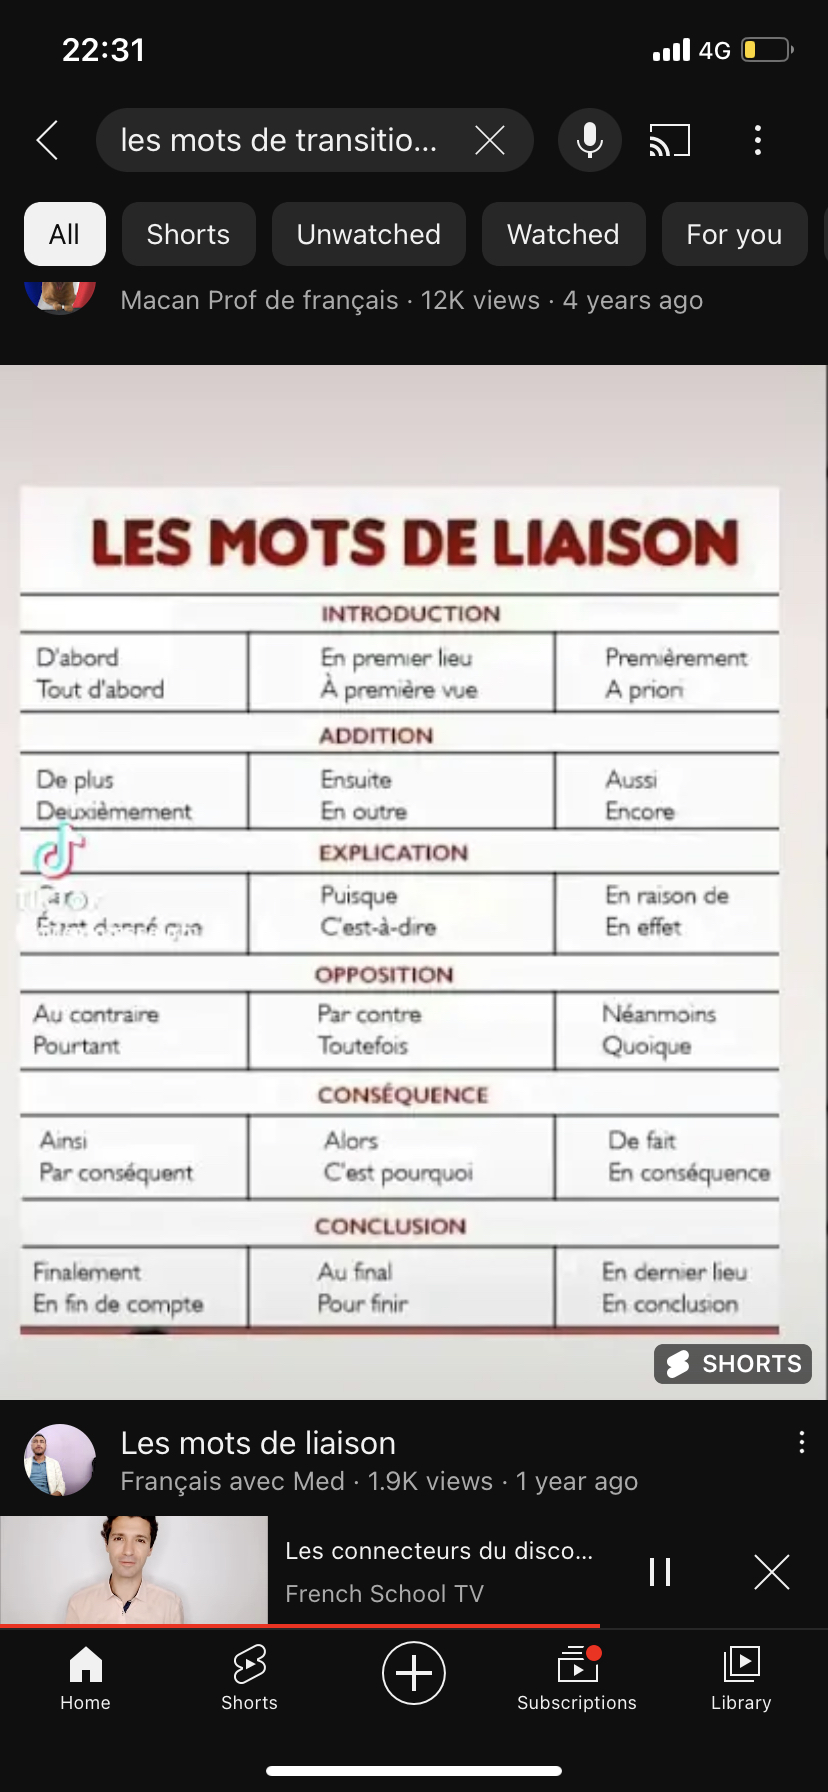 22:31
4G
les mots de transitio...
All Shorts Unwatched Watched For you
Macan Prof de français · 12K views · 4 years ago
LES MOTS DE LIAISON
INTRODUCTION
D'abord En premier lieu Premièrement
Tout d'abord À première vue A priori
ADDITION
De plus Ensuite Aussi
Deuxièmement En outre Encore
EXPLICATION
Car Puisque En raison de
Étant donné que C'est-à-dire En effet
OPPOSITION
Au contraire Par contre Néanmoins
Pourtant Toutefois Quoique
CONSÉQUENCE
Ainsi Alors De fait
Par conséquent C'est pourquoi En conséquence
CONCLUSION
Finalement Au final En dernier lieu
En fin de compte Pour finir En conclusion
SHORTS
Les mots de liaison
Français avec Med · 1.9K views · 1 year ago
Les connecteurs du disco...
French School TV
Home Shorts Subscriptions Library